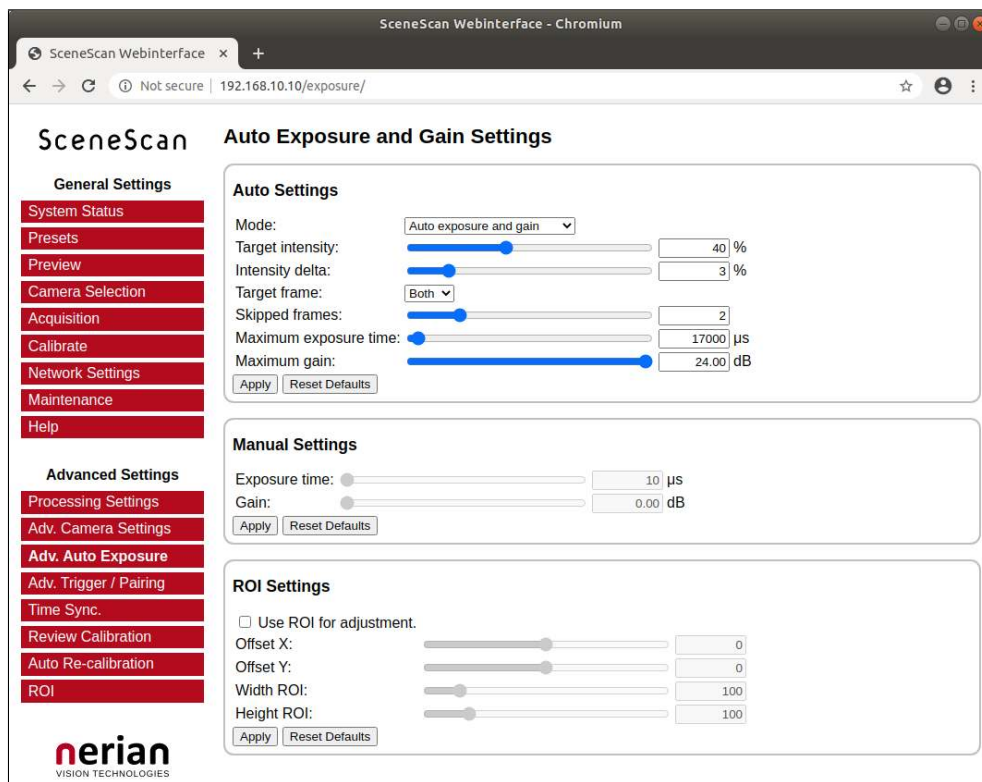 SceneScan Webinterface - Chromium
SceneScan Webinterface × +
Not secure | 192.168.10.10/exposure/
SceneScan
General Settings
System Status
Presets
Preview
Camera Selection
Acquisition
Calibrate
Network Settings
Maintenance
Help
Advanced Settings
Processing Settings
Adv. Camera Settings
Adv. Auto Exposure
Adv. Trigger / Pairing
Time Sync.
Review Calibration
Auto Re-calibration
ROI
nerian
VISION TECHNOLOGIES
Auto Exposure and Gain Settings
Auto Settings
Mode: Auto exposure and gain
Target intensity: 40 %
Intensity delta: 3 %
Target frame: Both
Skipped frames: 2
Maximum exposure time: 17000 µs
Maximum gain: 24.00 dB
Apply Reset Defaults
Manual Settings
Exposure time: 10 µs
Gain: 0.00 dB
Apply Reset Defaults
ROI Settings
Use ROI for adjustment.
Offset X: 0
Offset Y: 0
Width ROI: 100
Height ROI: 100
Apply Reset Defaults